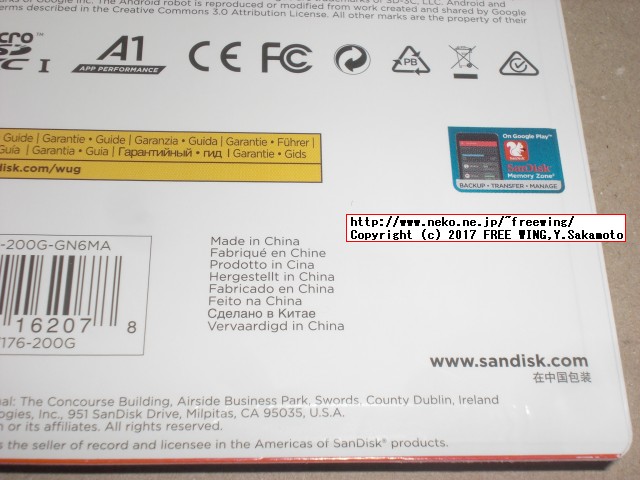 rks of Google Inc. The Android robot is reproduced or modified from work created and shared by Google
erms described in the Creative Commons 3.0 Attribution License. All other marks are the property of their
cro™
C I
A1
APP PERFORMANCE
CE FC
PB
Guide | Garantie • Guide | Garanzia • Guida | Garantie • Führer |
Guía | Garantia • Guia | Гарантийный • гид | Garantie • Gids
disk.com/wug
On Google Play™
SanDisk
Memory Zone®
BACKUP • TRANSFER • MANAGE
http://www.neko.ne.jp/~freewing/
Copyright (c) 2017 FREE WING,Y.Sakamoto
-200G-GN6MA
16207 8
176-200G
Made in China
Fabriqué en Chine
Prodotto in Cina
Hergestellt in China
Fabricado en China
Feito na China
Сделано в Китае
Vervaardigd in China
www.sandisk.com
在中国包装
al: The Concourse Building, Airside Business Park, Swords, County Dublin, Ireland
ogies, Inc., 951 SanDisk Drive, Milpitas, CA 95035, U.S.A.
n or its affiliates. All rights reserved.
s the seller of record and licensee in the Americas of SanDisk® products.